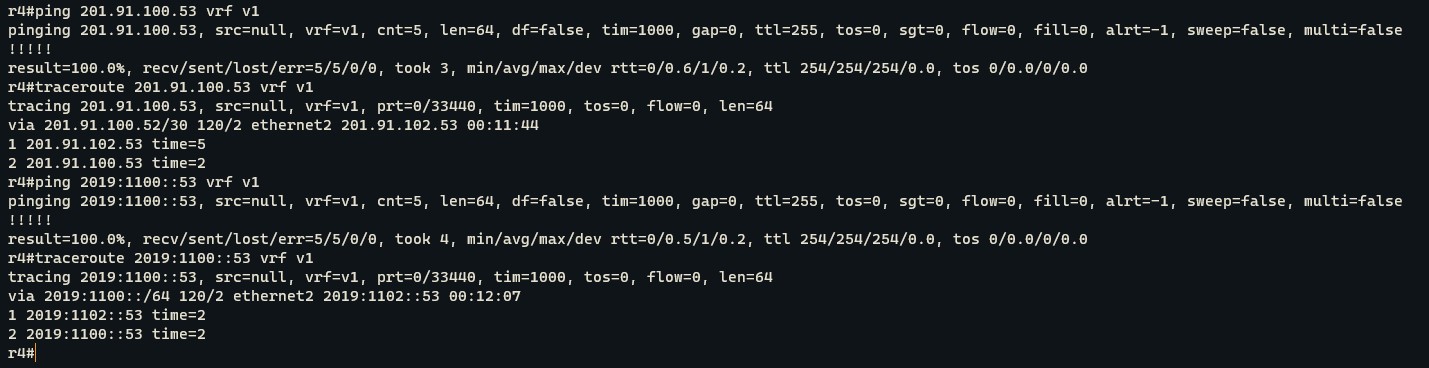 r4#ping 201.91.100.53 vrf v1
pinging 201.91.100.53, src=null, vrf=v1, cnt=5, len=64, df=false, tim=1000, gap=0, ttl=255, tos=0, sgt=0, flow=0, fill=0, alrt=-1, sweep=false, multi=false
!!!!!
result=100.0%, recv/sent/lost/err=5/5/0/0, took 3, min/avg/max/dev rtt=0/0.6/1/0.2, ttl 254/254/254/0.0, tos 0/0.0/0/0.0
r4#traceroute 201.91.100.53 vrf v1
tracing 201.91.100.53, src=null, vrf=v1, prt=0/33440, tim=1000, tos=0, flow=0, len=64
via 201.91.100.52/30 120/2 ethernet2 201.91.102.53 00:11:44
1 201.91.102.53 time=5
2 201.91.100.53 time=2
r4#ping 2019:1100::53 vrf v1
pinging 2019:1100::53, src=null, vrf=v1, cnt=5, len=64, df=false, tim=1000, gap=0, ttl=255, tos=0, sgt=0, flow=0, fill=0, alrt=-1, sweep=false, multi=false
!!!!!
result=100.0%, recv/sent/lost/err=5/5/0/0, took 4, min/avg/max/dev rtt=0/0.5/1/0.2, ttl 254/254/254/0.0, tos 0/0.0/0/0.0
r4#traceroute 2019:1100::53 vrf v1
tracing 2019:1100::53, src=null, vrf=v1, prt=0/33440, tim=1000, tos=0, flow=0, len=64
via 2019:1100::/64 120/2 ethernet2 2019:1102::53 00:12:07
1 2019:1102::53 time=2
2 2019:1100::53 time=2
r4#